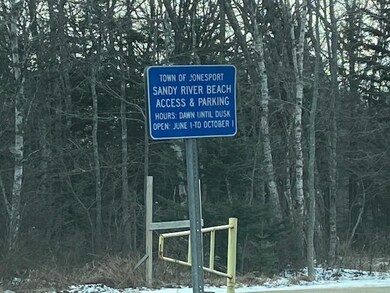 TOWN OF JONESPORT
SANDY RIVER BEACH
ACCESS & PARKING
HOURS: DAWN UNTIL DUSK
OPEN: JUNE 1-TO OCTOBER 1